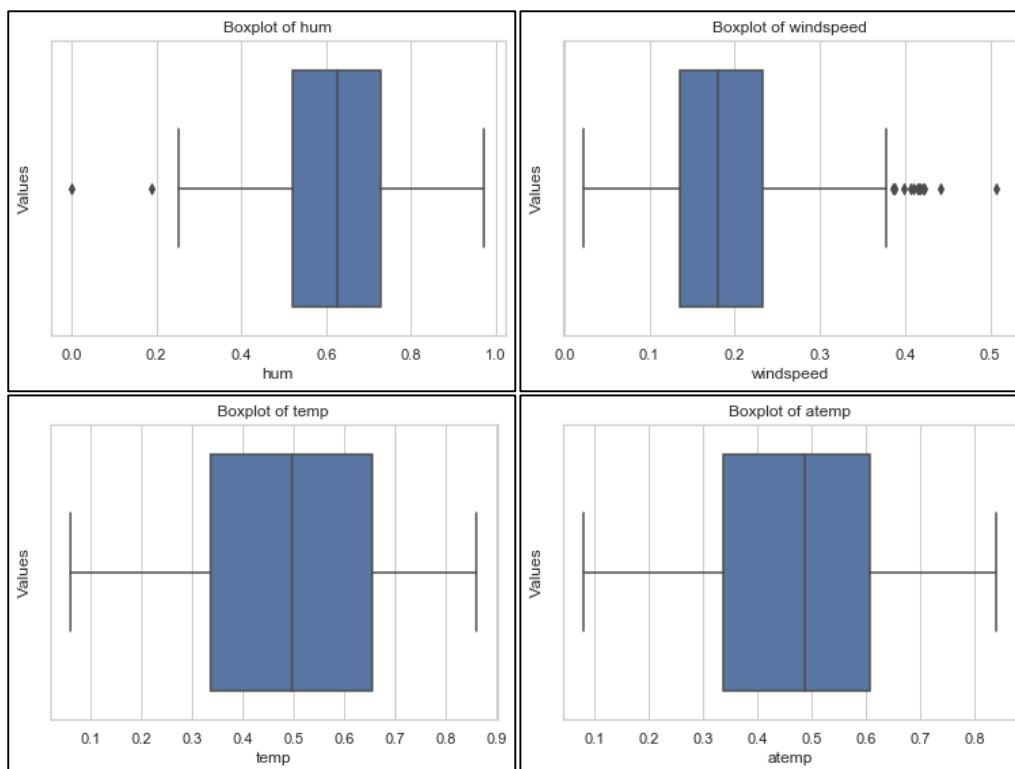 Boxplot of hum
Values
0.0 0.2 0.4 0.6 0.8 1.0
hum
Boxplot of windspeed
Values
0.0 0.1 0.2 0.3 0.4 0.5
windspeed
Boxplot of temp
Values
0.1 0.2 0.3 0.4 0.5 0.6 0.7 0.8 0.9
temp
Boxplot of atemp
Values
0.1 0.2 0.3 0.4 0.5 0.6 0.7 0.8
atemp